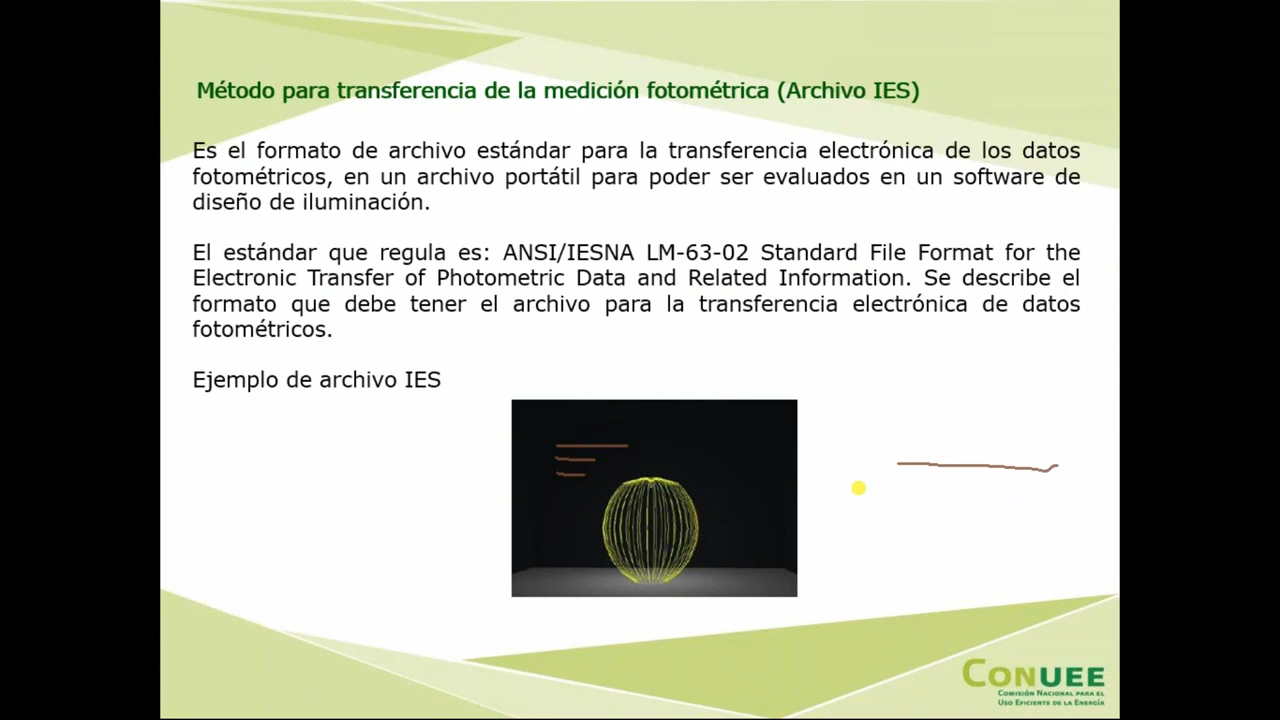 Método para transferencia de la medición fotométrica (Archivo IES)
Es el formato de archivo estándar para la transferencia electrónica de los datos
fotométricos, en un archivo portátil para poder ser evaluados en un software de
diseño de iluminación.
El estándar que regula es: ANSI/IESNA LM-63-02 Standard File Format for the
Electronic Transfer of Photometric Data and Related Information. Se describe el
formato que debe tener el archivo para la transferencia electrónica de datos
fotométricos.
Ejemplo de archivo IES
CONUEE
COMISIÓN NACIONAL PARA EL
USO EFICIENTE DE LA ENERGÍA